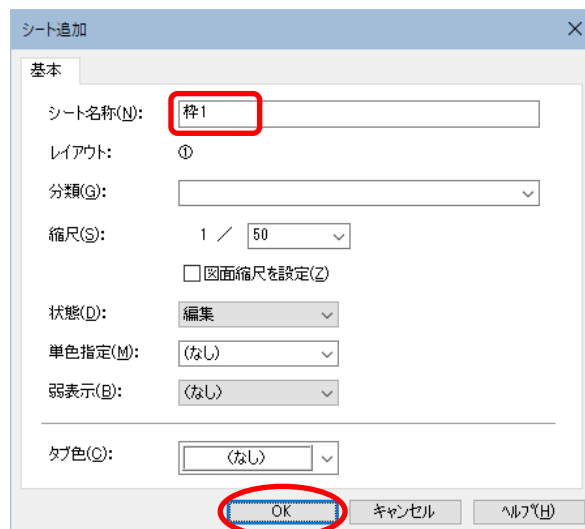 シート追加
基本
シート名称(N): 枠1
レイアウト: ①
分類(G):
縮尺(S): 1 ／ 50
図面縮尺を設定(Z)
状態(D): 編集
単色指定(M): (なし)
弱表示(B): (なし)
タブ色(C): (なし)
OK キャンセル ヘルプ(H)